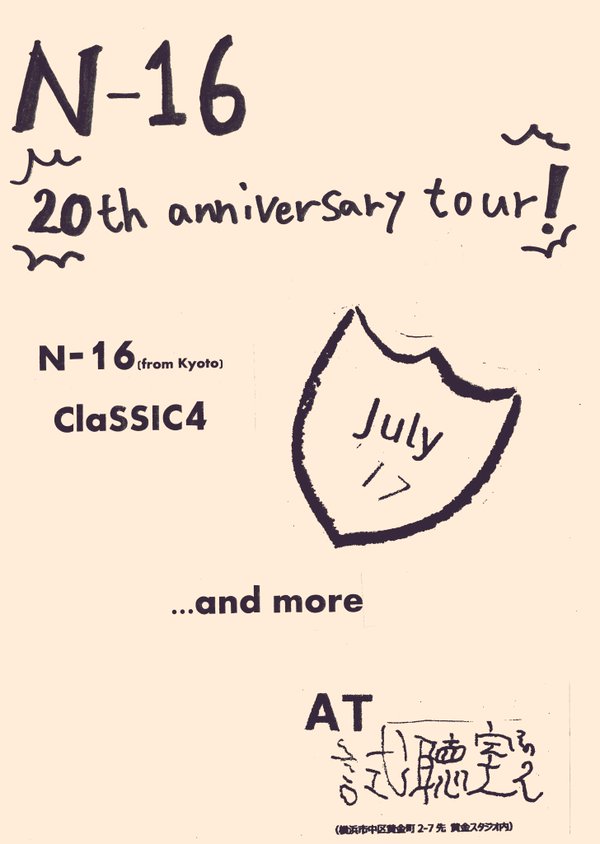 N-16
20th anniversary tour!
N-16(from Kyoto)
ClaSSIC4
July
17
...and more
AT
試聴室その2
(横浜市中区黄金町2-7先 黄金スタジオ内)